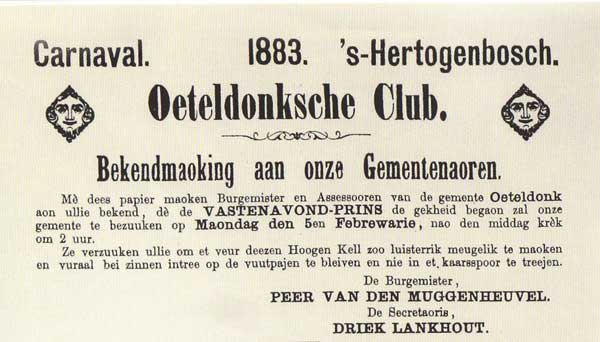 Carnaval. 1883. 's-Hertogenbosch.
Oeteldonksche Club.
Bekendmaoking aan onze Gementenaoren.
Mè dees papier maoken Burgemister en Assessooren van de gemente Oeteldonk
aon ullie bekend, dè de VASTENAVOND-PRINS de gekheid begaon zal onze
gemente te bezuuken op Maondag den 5en Febrewarie, nao den middag krèk
om 2 uur.
Ze verzuuken ullie om et veur deezen Hoogen Kell zoo luisterrik meugelik te maoken
en vuraal bei zinnen intree op de vuutpajen te bleiven en nie in et kaarsspoor te treejen.
De Burgemister,
PEER VAN DEN MUGGENHEUVEL.
De Secretaoris,
DRIEK LANKHOUT.